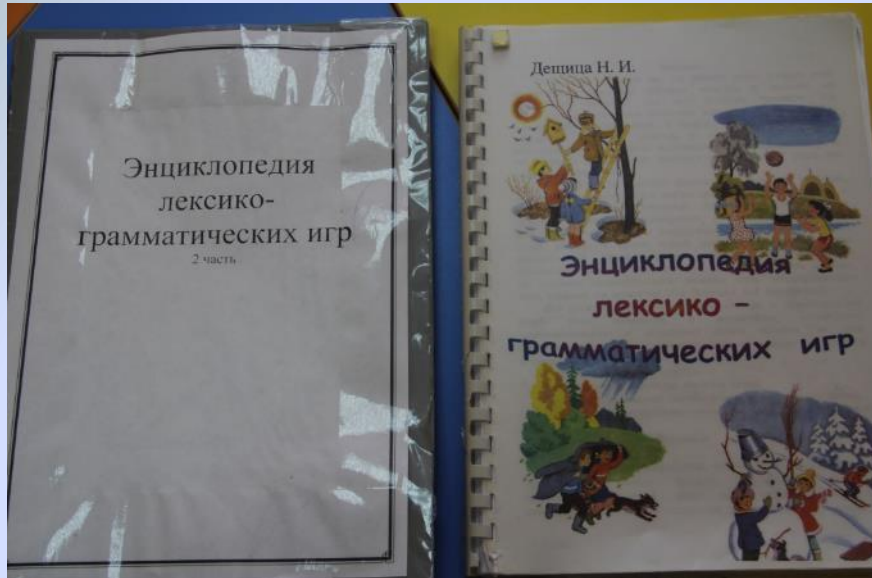 Энциклопедия
лексико-
грамматических игр
2 часть
Дещица Н. И.
Энциклопедия
лексико -
грамматических игр